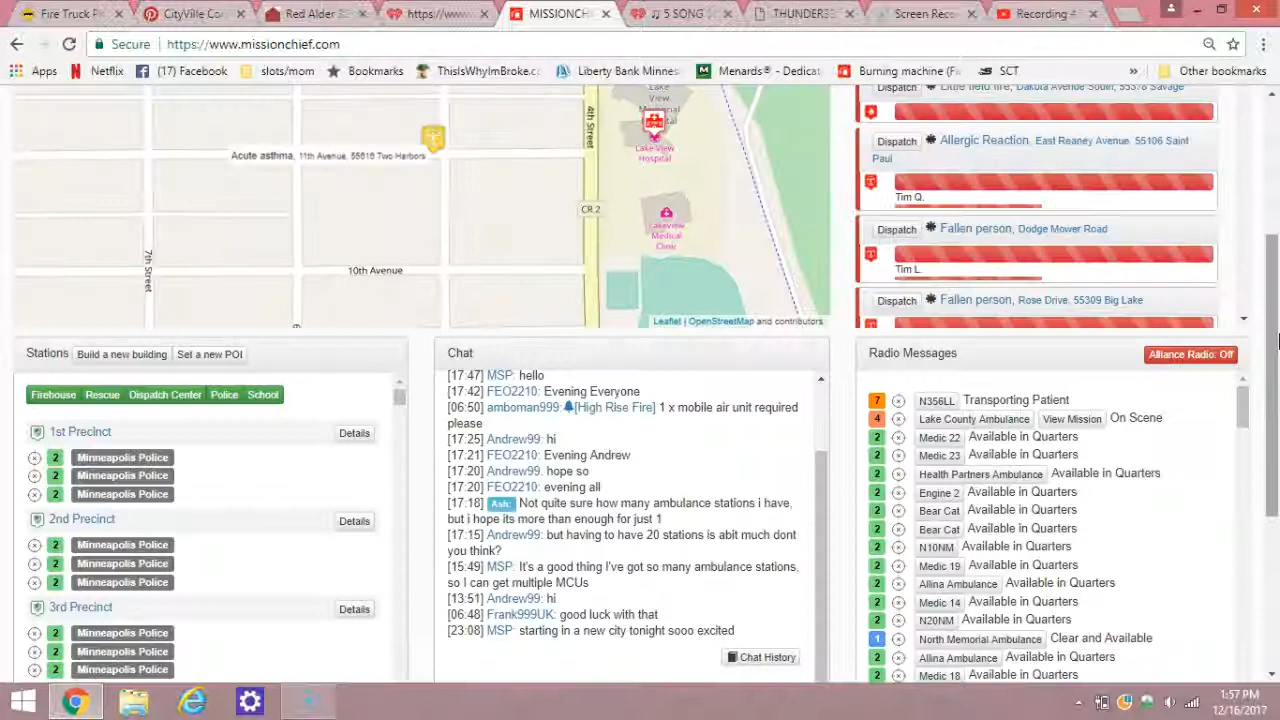 Fire Truck
CityVille Co
Red Alder
https://www
MISSIONCH
5 SONG
THUNDER3
Screen Rec
Recording
Secure https://www.missionchief.com
Apps
Netflix
(17) Facebook
slots/mom
Bookmarks
ThisIsWhyImBroke.c
Liberty Bank Minnes
Menards® - Dedicat
Burning machine (Fi
SCT
»
Other bookmarks
Lake
View
Memorial
Hospital
Lake View
Hospital
Acute asthma, 11th Avenue, 55616 Two Harbors
4th Street
CR 2
Lakeview
Medical
Clinic
7th Street
10th Avenue
Leaflet | OpenStreetMap and contributors
Little field fire, Dakota Avenue South, 55378 Savage
Dispatch Allergic Reaction, East Reaney Avenue, 55106 Saint
Paul
Tim Q.
Dispatch Fallen person, Dodge Mower Road
Tim L.
Dispatch Fallen person, Rose Drive, 55309 Big Lake
Stations Build a new building Set a new POI
Firehouse Rescue Dispatch Center Police School
1st Precinct Details
2 Minneapolis Police
2 Minneapolis Police
2 Minneapolis Police
2nd Precinct Details
2 Minneapolis Police
2 Minneapolis Police
2 Minneapolis Police
3rd Precinct Details
2 Minneapolis Police
2 Minneapolis Police
2 Minneapolis Police
Chat
[17:47] MSP: hello
[17:42] FEO2210: Evening Everyone
[06:50] amboman999: [High Rise Fire] 1 x mobile air unit required
please
[17:25] Andrew99: hi
[17:21] FEO2210: Evening Andrew
[17:20] Andrew99: hope so
[17:20] FEO2210: evening all
[17:18] Ash: Not quite sure how many ambulance stations i have,
but i hope its more than enough for just 1
[17:15] Andrew99: but having to have 20 stations is abit much dont
you think?
[15:49] MSP: It's a good thing I've got so many ambulance stations,
so I can get multiple MCUs
[13:51] Andrew99: hi
[06:48] Frank999UK: good luck with that
[23:08] MSP: starting in a new city tonight sooo excited
Chat History
Radio Messages Alliance Radio: Off
7 N356LL Transporting Patient
4 Lake County Ambulance View Mission On Scene
2 Medic 22 Available in Quarters
2 Medic 23 Available in Quarters
2 Health Partners Ambulance Available in Quarters
2 Engine 2 Available in Quarters
2 Bear Cat Available in Quarters
2 Bear Cat Available in Quarters
2 N10NM Available in Quarters
2 Medic 19 Available in Quarters
2 Allina Ambulance Available in Quarters
2 Medic 14 Available in Quarters
2 N20NM Available in Quarters
1 North Memorial Ambulance Clear and Available
2 Allina Ambulance Available in Quarters
2 Medic 18 Available in Quarters
1:57 PM
12/16/2017